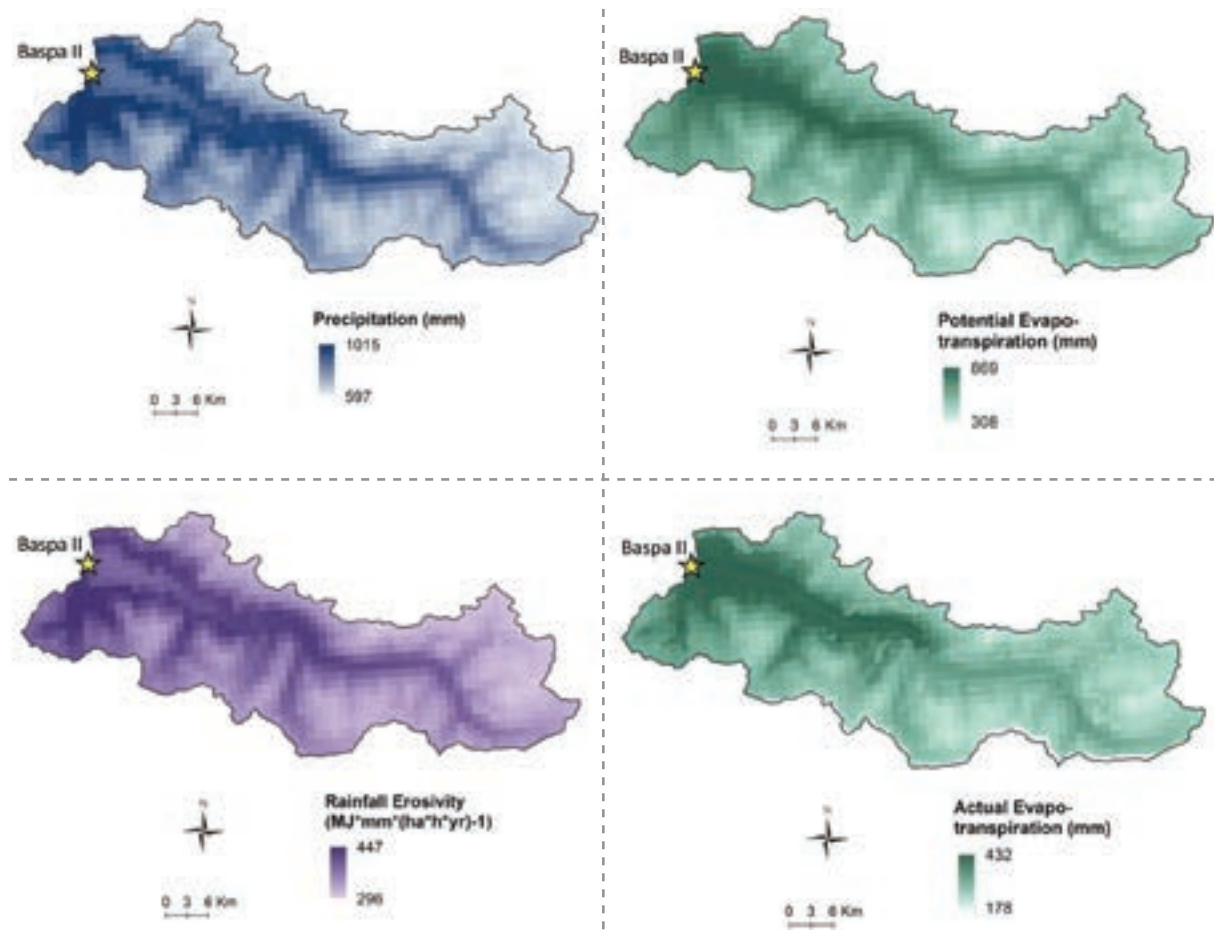 Baspa II
N
Precipitation (mm)
1015
597
0 3 6 Km
Baspa II
N
Potential Evapo-
transpiration (mm)
0 3 6 Km
Baspa II
N
Rainfall Erosivity
(MJ*mm*(ha*h*yr)-1)
447
0 3 6 Km
Baspa II
N
Actual Evapo-
transpiration (mm)
432
178
0 3 6 Km